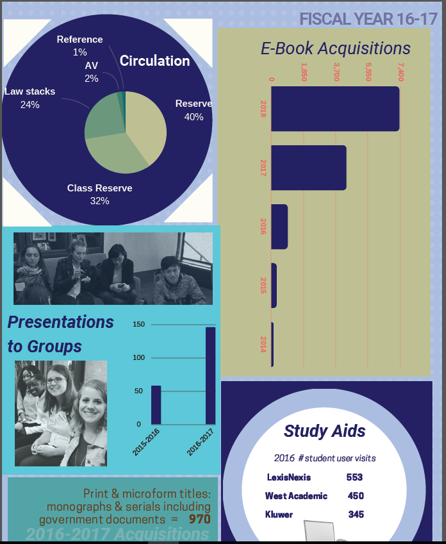 FISCAL YEAR 16-17
Circulation
Reference
1%
AV
2%
Law stacks
24%
Reserve
40%
Class Reserve
32%
E-Book Acquisitions
0
1,850
3,700
5,550
7,400
2018
2017
2016
2015
2014
Presentations
to Groups
150
100
50
0
2015-2016
2016-2017
Study Aids
2016 # student user visits
LexisNexis 553
West Academic 450
Kluwer 345
Print & microform titles:
monographs & serials including
government documents = 970
2016-2017 Acquisitions